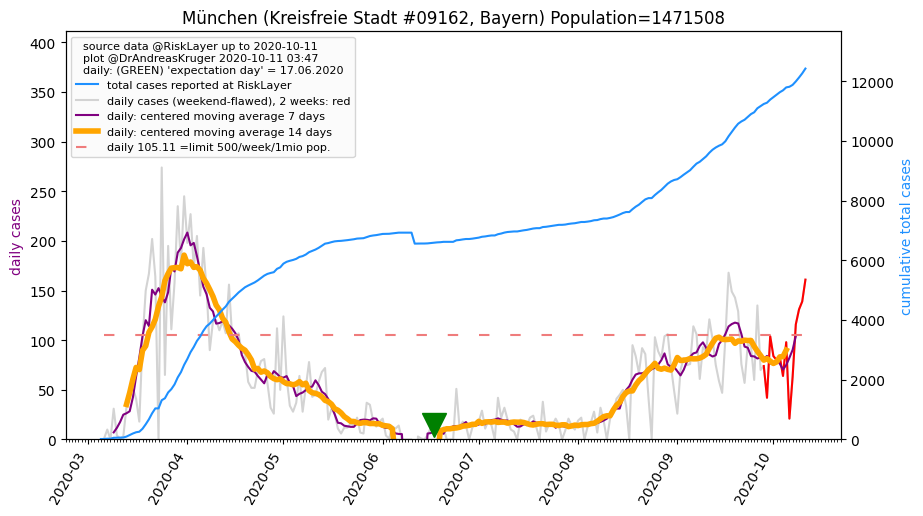 München (Kreisfreie Stadt #09162, Bayern) Population=1471508
source data @RiskLayer up to 2020-10-11
plot @DrAndreasKruger 2020-10-11 03:47
daily: (GREEN) 'expectation day' = 17.06.2020
total cases reported at RiskLayer
daily cases (weekend-flawed), 2 weeks: red
daily: centered moving average 7 days
daily: centered moving average 14 days
daily 105.11 =limit 500/week/1mio pop.
daily cases
400
350
300
250
200
150
100
50
0
cumulative total cases
12000
10000
8000
6000
4000
2000
0
2020-03
2020-04
2020-05
2020-06
2020-07
2020-08
2020-09
2020-10